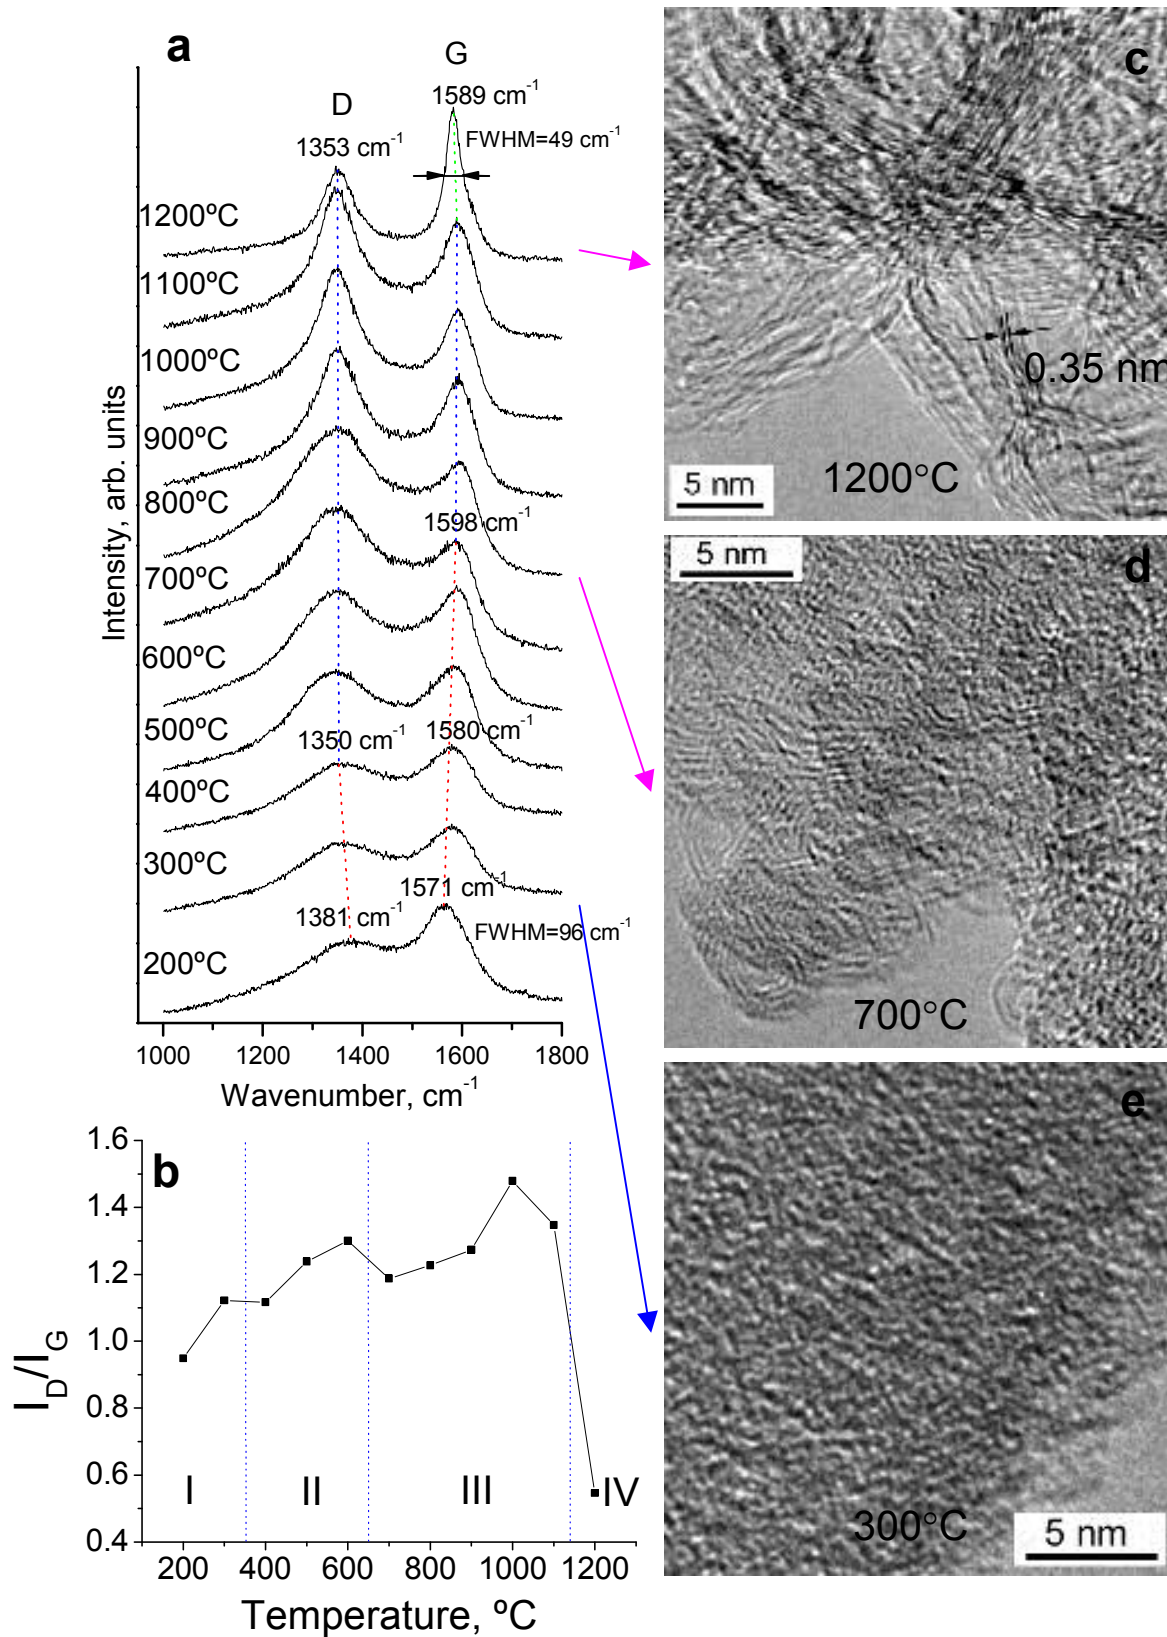 a
G
1589 cm-1
D
FWHM=49 cm-1
1353 cm-1
1200ºC
1100ºC
1000ºC
900ºC
800ºC
1598 cm-1
700ºC
600ºC
500ºC
1350 cm-1
1580 cm-1
400ºC
300ºC
1571 cm-1
1381 cm-1
FWHM=96 cm-1
200ºC
Intensity, arb. units
1000 1200 1400 1600 1800
Wavenumber, cm-1
b
1.6
1.4
1.2
1.0
0.8
0.6
0.4
ID/IG
I II III IV
200 400 600 800 1000 1200
Temperature, ºC
c
0.35 nm
5 nm
1200°C
5 nm
d
700°C
e
300°C
5 nm